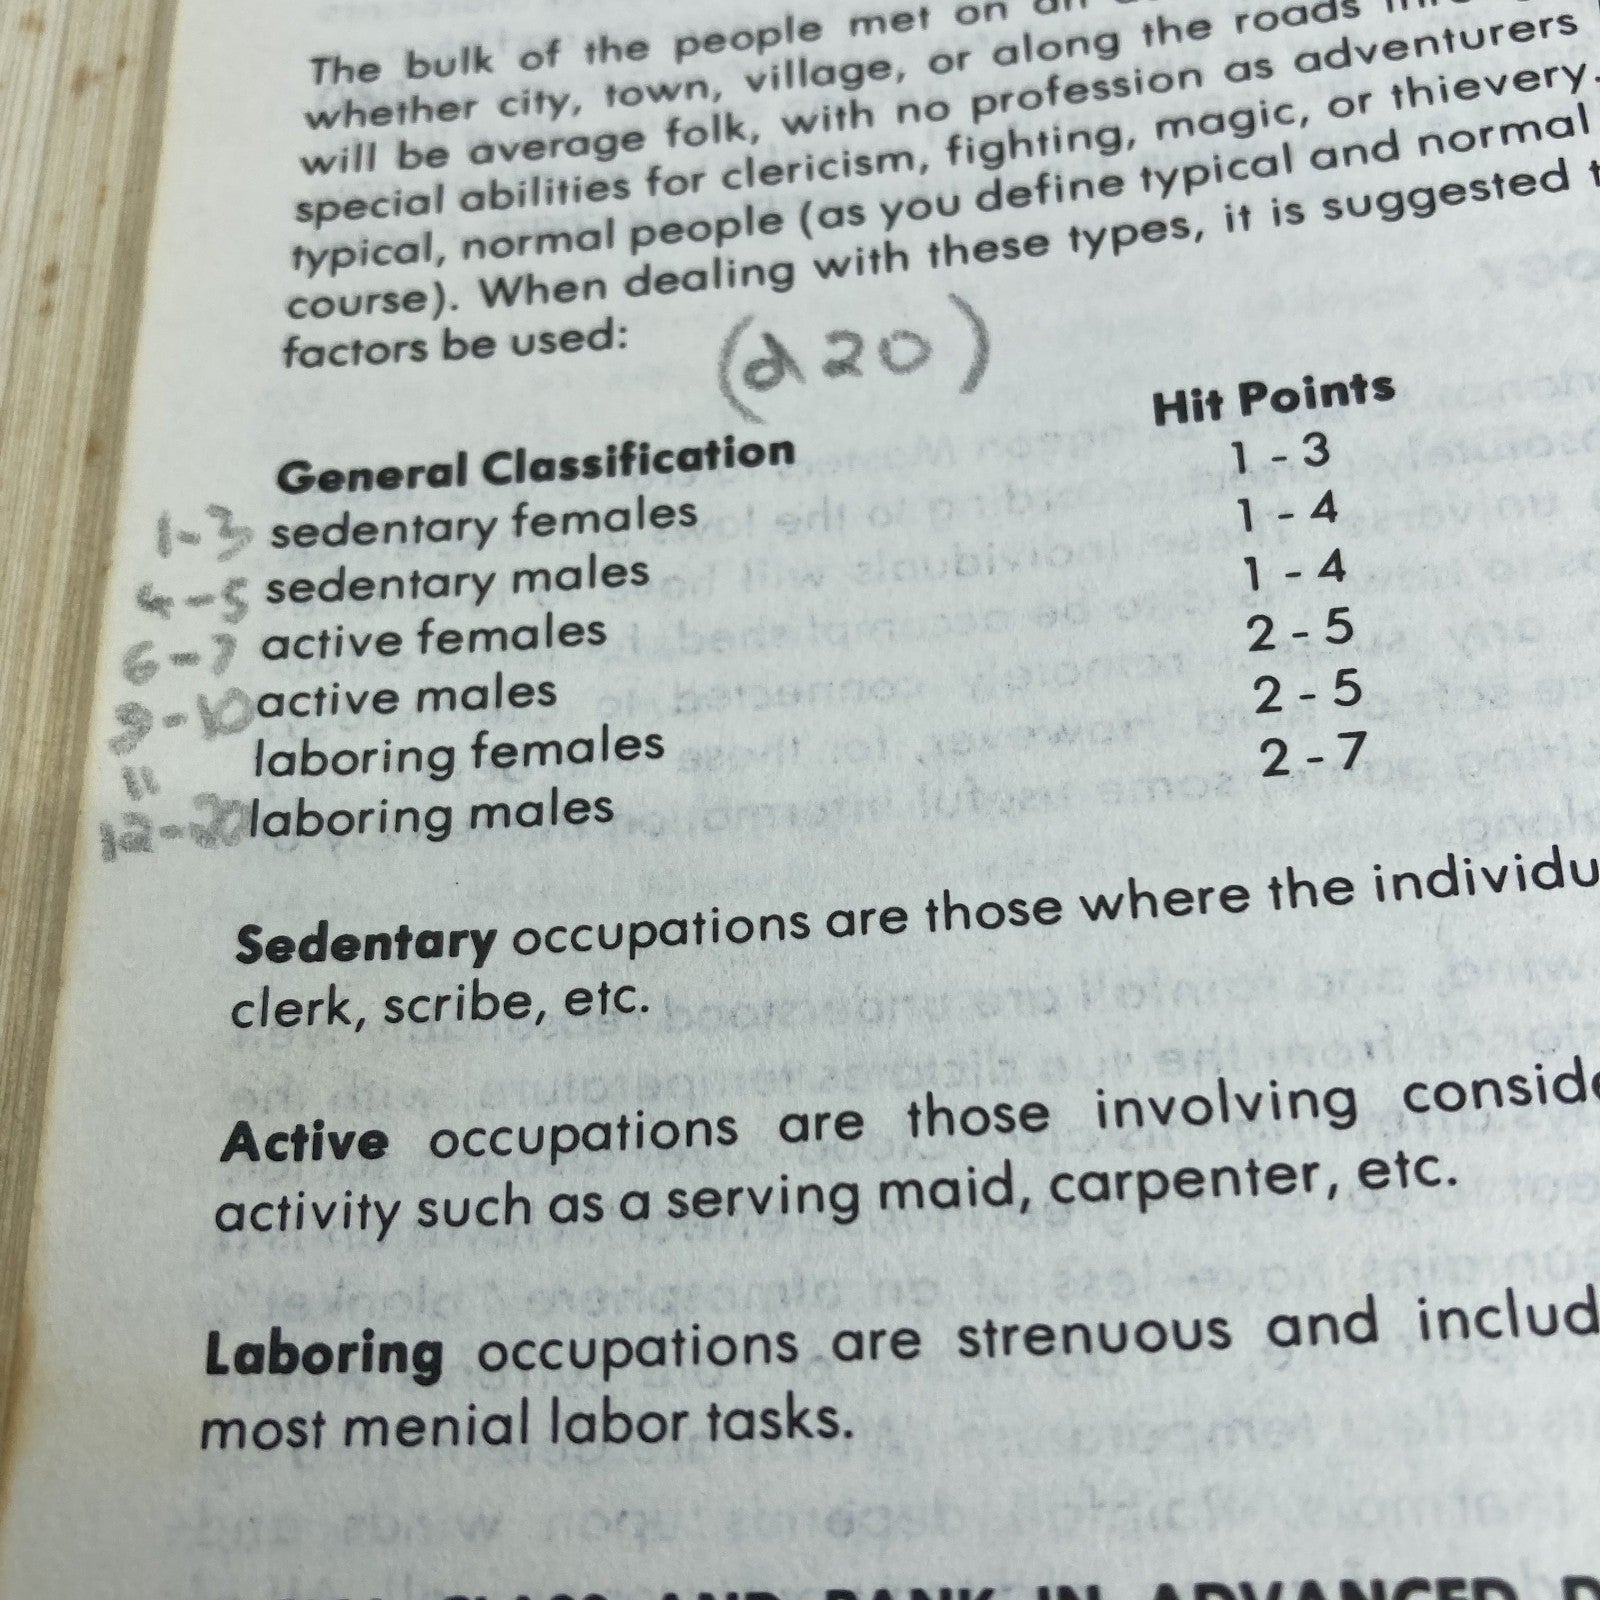 The bulk of the people met on an
whether city, town, village, or along the roads
will be average folk, with no profession as adventurers
special abilities for clericism, fighting, magic, or thievery.
typical, normal people (as you define typical and normal
course). When dealing with these types, it is suggested
factors be used:
(d20)
General Classification Hit Points
1-3 sedentary females 1 - 3
4-5 sedentary males 1 - 4
6-7 active females 1 - 4
-10 active males 2 - 5
11 laboring females 2 - 5
12-20 laboring males 2 - 7
Sedentary occupations are those where the
clerk, scribe, etc.
Active occupations are those involving
activity such as a serving maid, carpenter, etc.
Laboring occupations are strenuous and
most menial labor tasks.
CLASS AND RANK IN ADVANCED